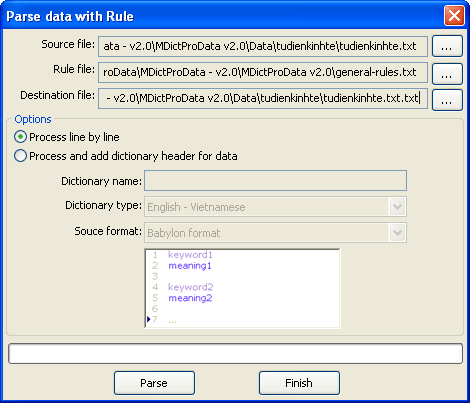 Parse data with Rule
Source file: ata - v2.0\MDictProData v2.0\Data\tudienkinhte\tudienkinhte.txt ...
Rule file: roData\MDictProData - v2.0\MDictProData v2.0\general-rules.txt ...
Destination file: - v2.0\MDictProData v2.0\Data\tudienkinhte\tudienkinhte.txt.txt ...
Options
Process line by line
Process and add dictionary header for data
Dictionary name:
Dictionary type: English - Vietnamese
Souce format: Babylon format
1 keyword1
2 meaning1
3
4 keyword2
5 meaning2
6
7 ...
Parse Finish